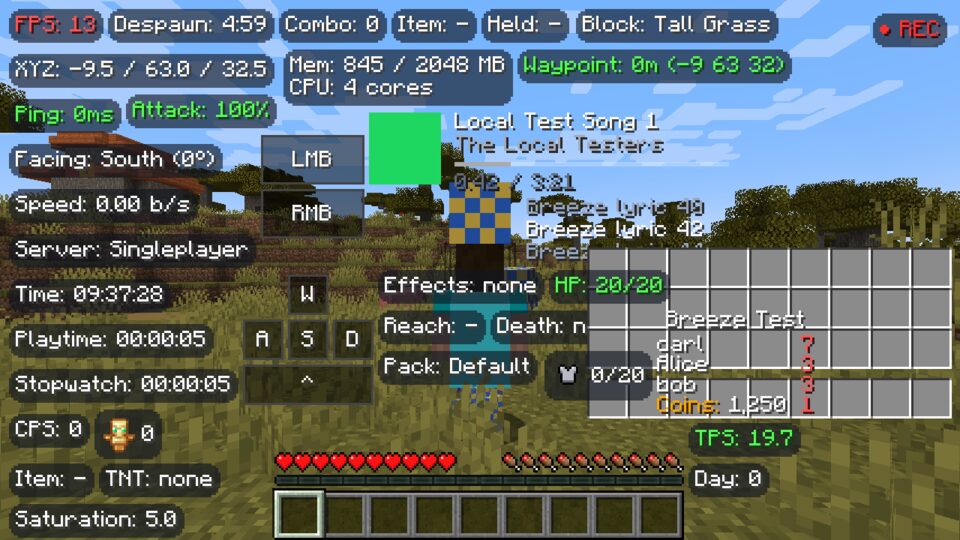 FPS: 13
Despawn: 4:59
Combo: 0
Item: -
Held: -
Block: Tall Grass
REC
XYZ: -9.5 / 63.0 / 32.5
Mem: 845 / 2048 MB
CPU: 4 cores
Waypoint: 0m (-9 63 32)
Ping: 0ms
Attack: 100%
Local Test Song 1
The Local Testers
0:42 / 3:21
Facing: South (0°)
LMB
RMB
Speed: 0.00 b/s
Breeze lyric 40
Breeze lyric 42
Breeze
Server: Singleplayer
Time: 09:37:28
W
A
S
D
^
Effects: none
HP: 20/20
Playtime: 00:00:05
Reach: -
Death: n
Breeze Test
darl 7
Alice 3
bob 3
Coins: 1,250 1
Stopwatch: 00:00:05
Pack: Default
0/20
CPS: 0
0
TPS: 19.7
Item: -
TNT: none
Day: 0
Saturation: 5.0